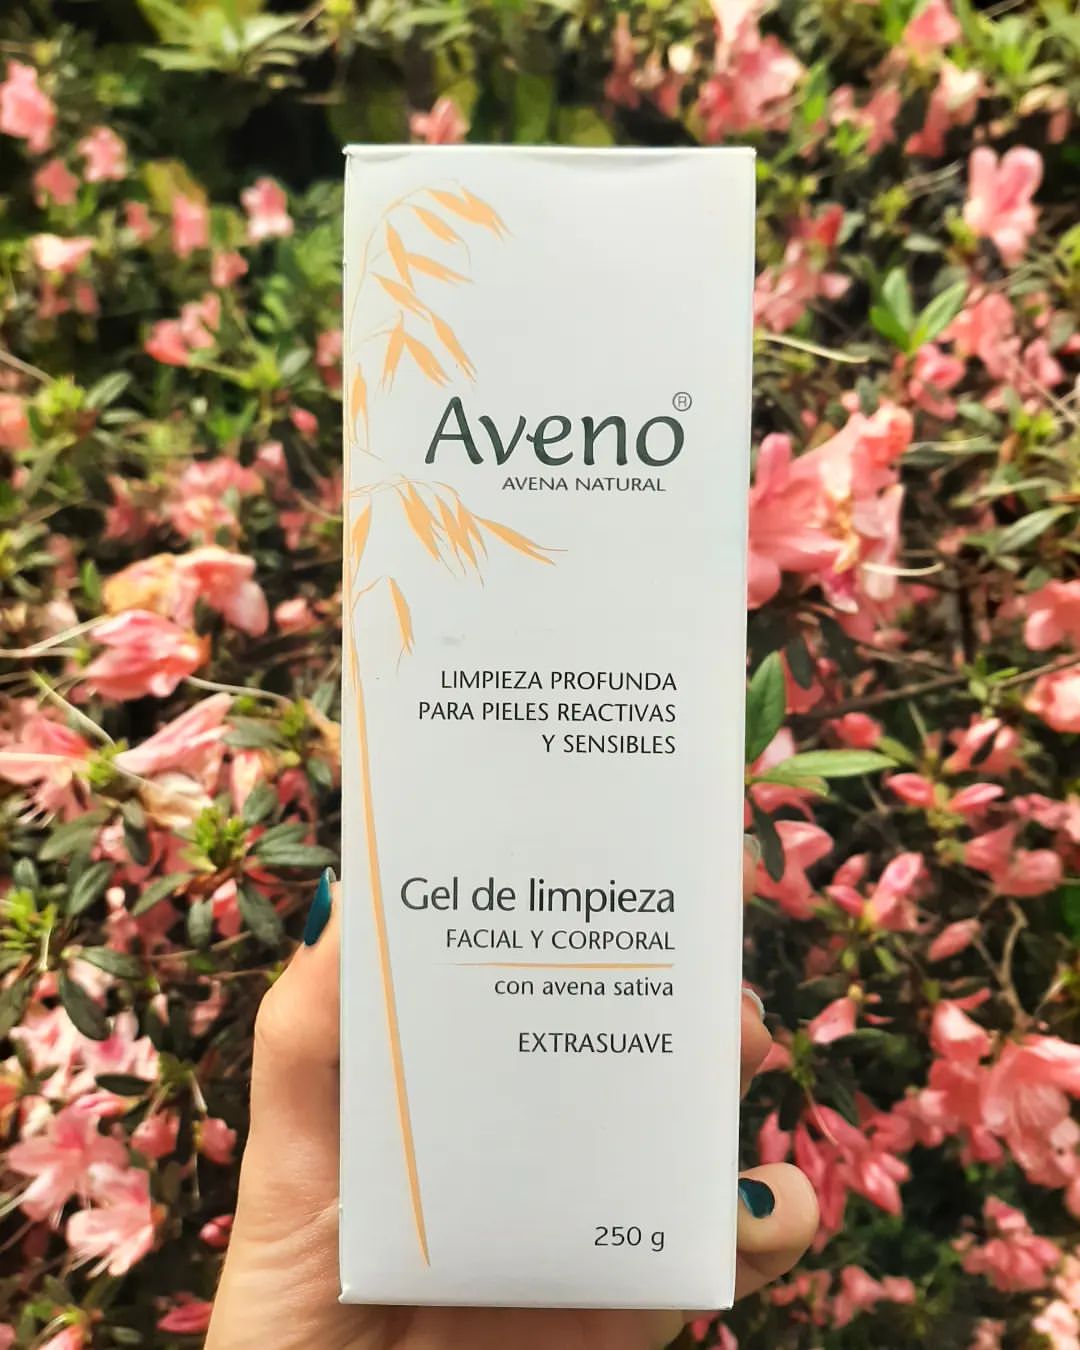 Aveno®
AVENA NATURAL
LIMPIEZA PROFUNDA
PARA PIELES REACTIVAS
Y SENSIBLES
Gel de limpieza
FACIAL Y CORPORAL
con avena sativa
EXTRASUAVE
250 g